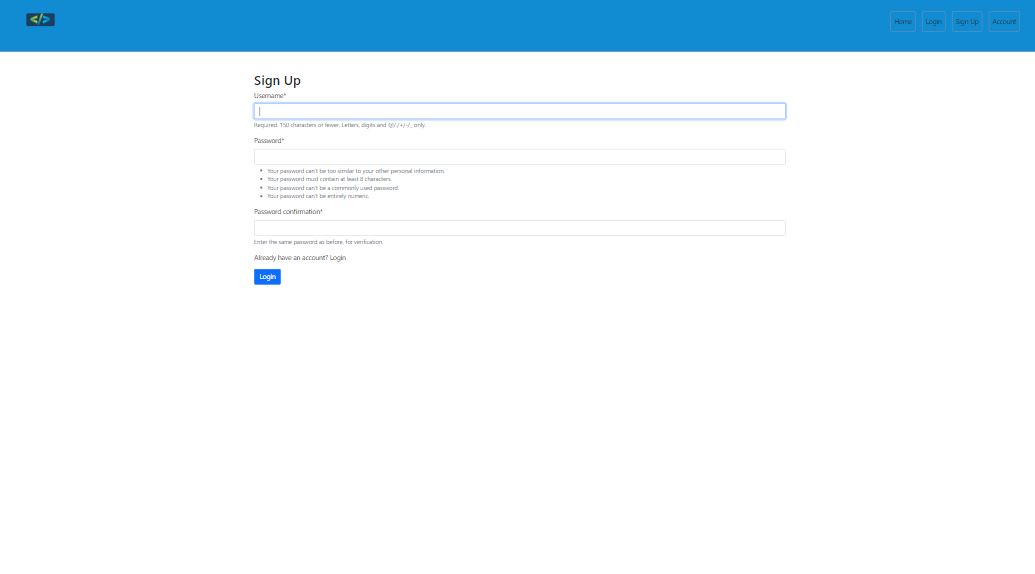 </>
Home Login Sign Up Account
Sign Up
Username*
Required. 150 characters or fewer. Letters, digits and @/./+/-/_ only.
Password*
Your password can't be too similar to your other personal information.
Your password must contain at least 8 characters.
Your password can't be a commonly used password.
Your password can't be entirely numeric.
Password confirmation*
Enter the same password as before, for verification.
Already have an account? Login
Login